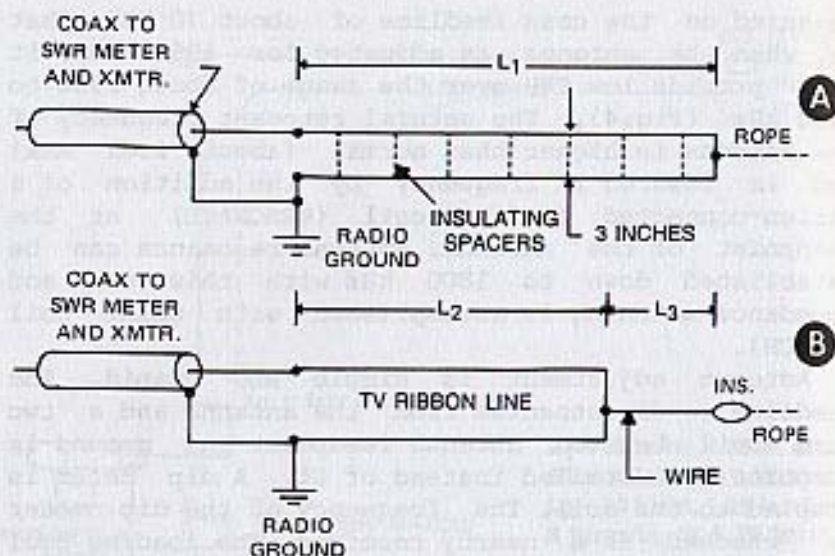 COAX TO
SWR METER
AND XMTR.
L1
A
ROPE
INSULATING
SPACERS
3 INCHES
RADIO
GROUND
COAX TO
SWR METER
AND XMTR.
L2
L3
B
TV RIBBON LINE
INS.
ROPE
WIRE
RADIO
GROUND